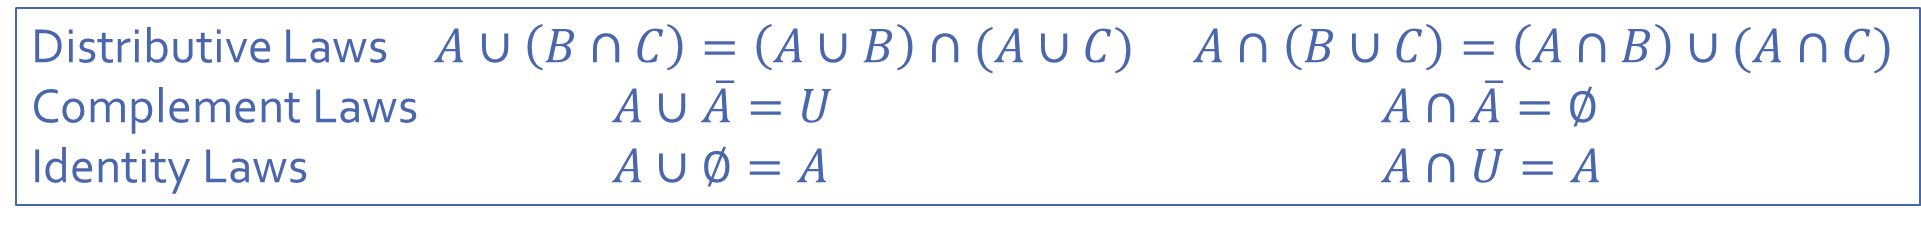 Distributive Laws A ∪ (B ∩ C) = (A ∪ B) ∩ (A ∪ C) A ∩ (B ∪ C) = (A ∩ B) ∪ (A ∩ C)
Complement Laws A ∪ Ā = U A ∩ Ā = ∅
Identity Laws A ∪ ∅ = A A ∩ U = A